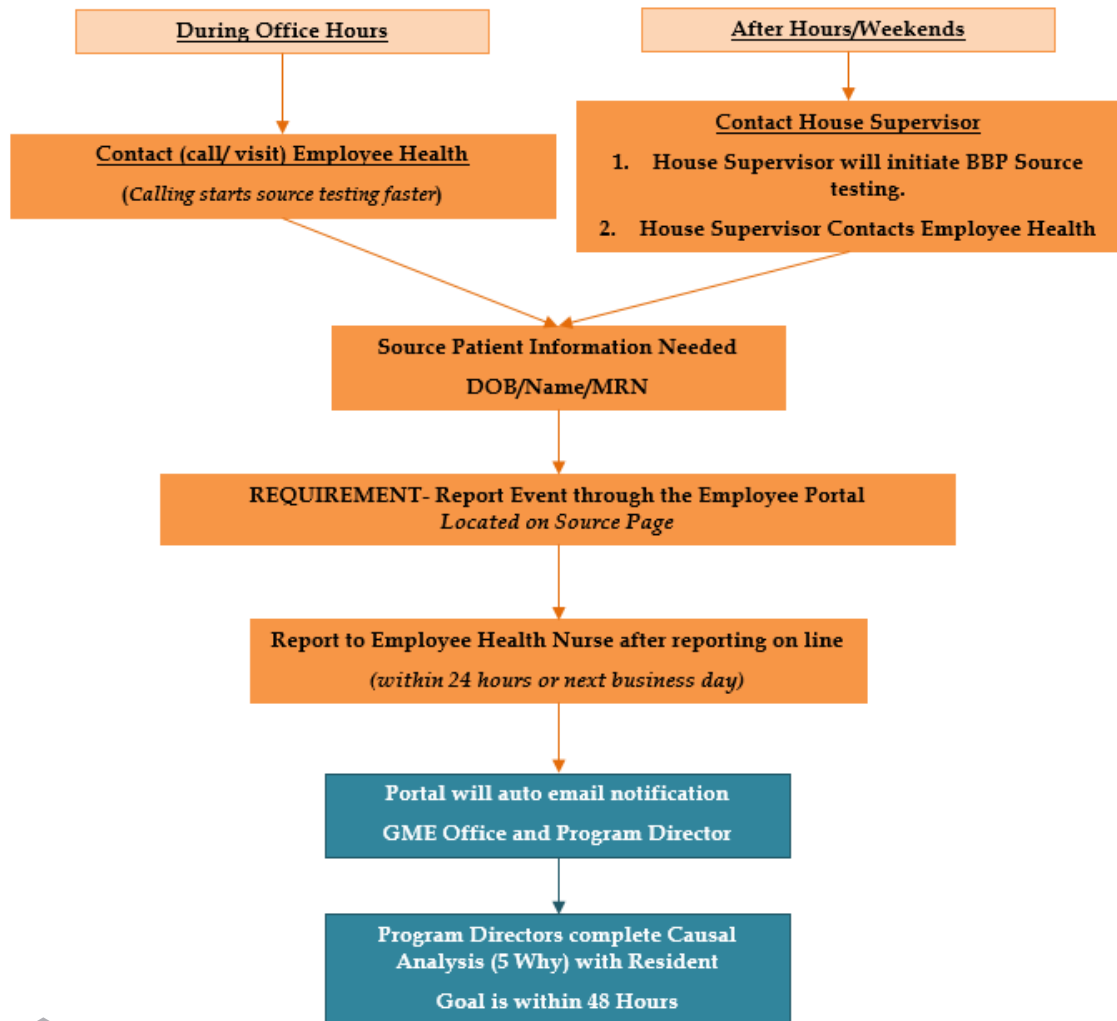 During Office Hours
After Hours/Weekends
Contact (call/ visit) Employee Health
(Calling starts source testing faster)
Contact House Supervisor
1. House Supervisor will initiate BBP Source
testing.
2. House Supervisor Contacts Employee Health
Source Patient Information Needed
DOB/Name/MRN
REQUIREMENT- Report Event through the Employee Portal
Located on Source Page
Report to Employee Health Nurse after reporting on line
(within 24 hours or next business day)
Portal will auto email notification
GME Office and Program Director
Program Directors complete Causal
Analysis (5 Why) with Resident
Goal is within 48 Hours